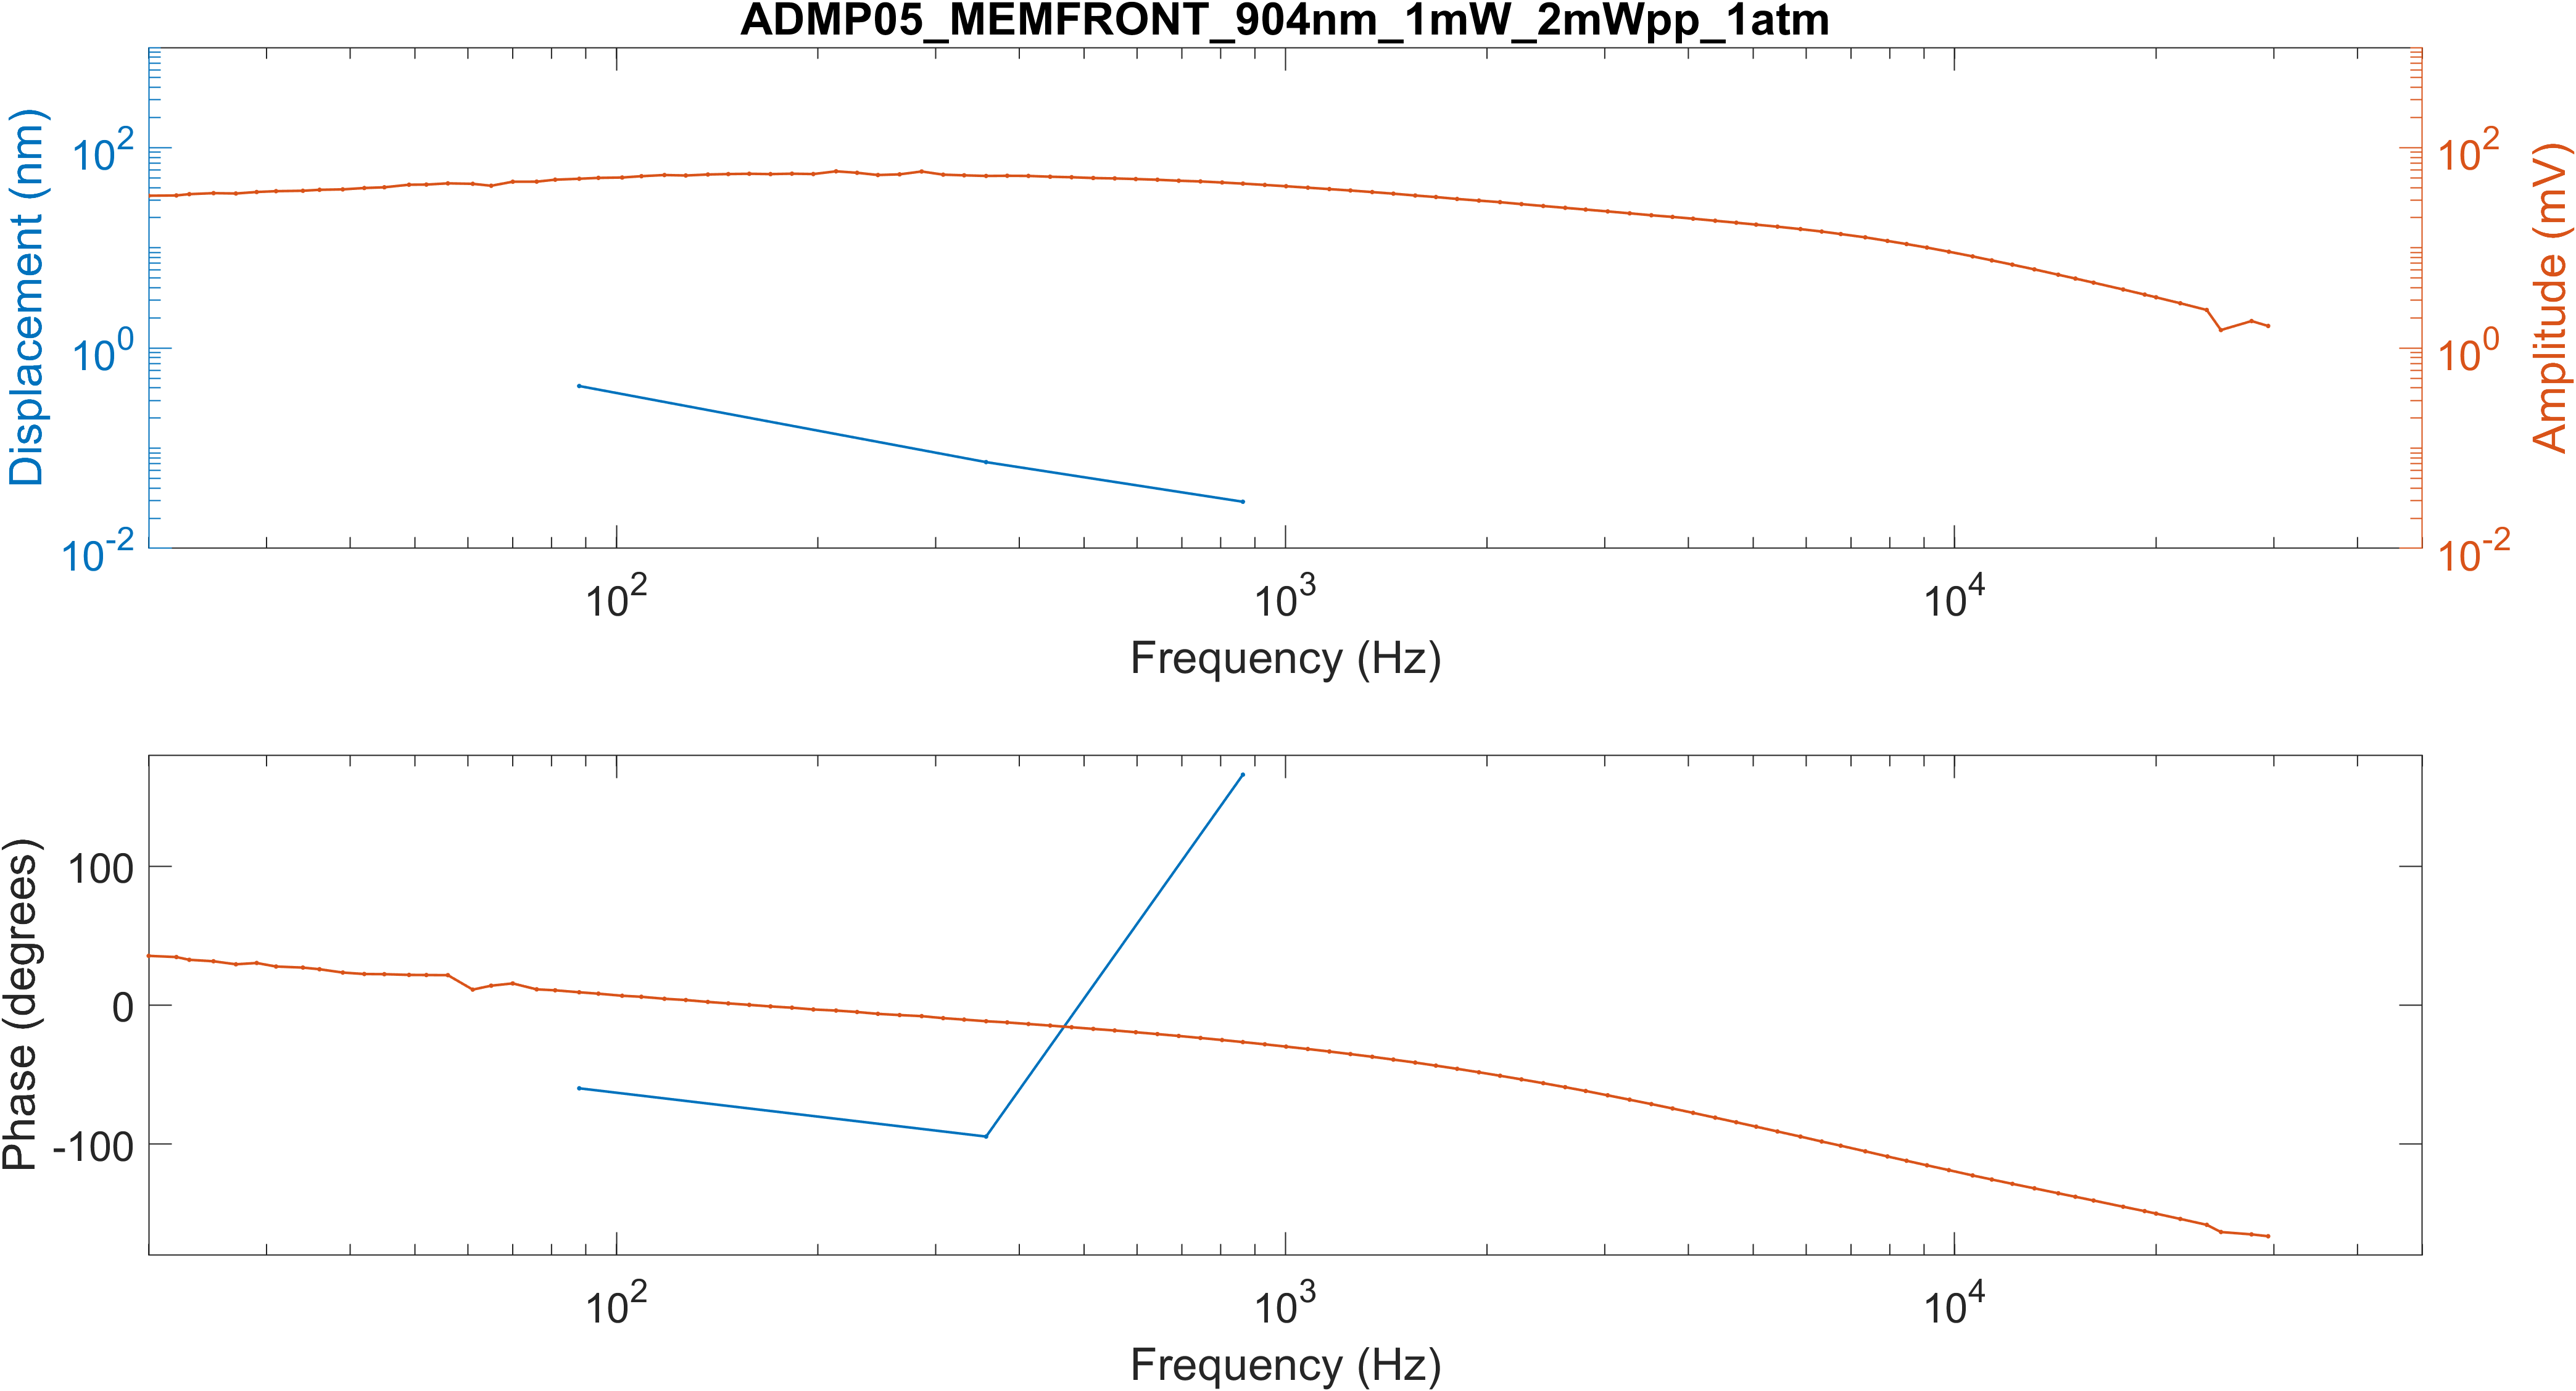 ADMP05_MEMFRONT_904nm_1mW_2mWpp_1atm
Displacement (nm)
10^2
10^0
10^-2
Amplitude (mV)
10^2
10^0
10^-2
10^2 10^3 10^4
Frequency (Hz)
Phase (degrees)
100
0
-100
10^2 10^3 10^4
Frequency (Hz)